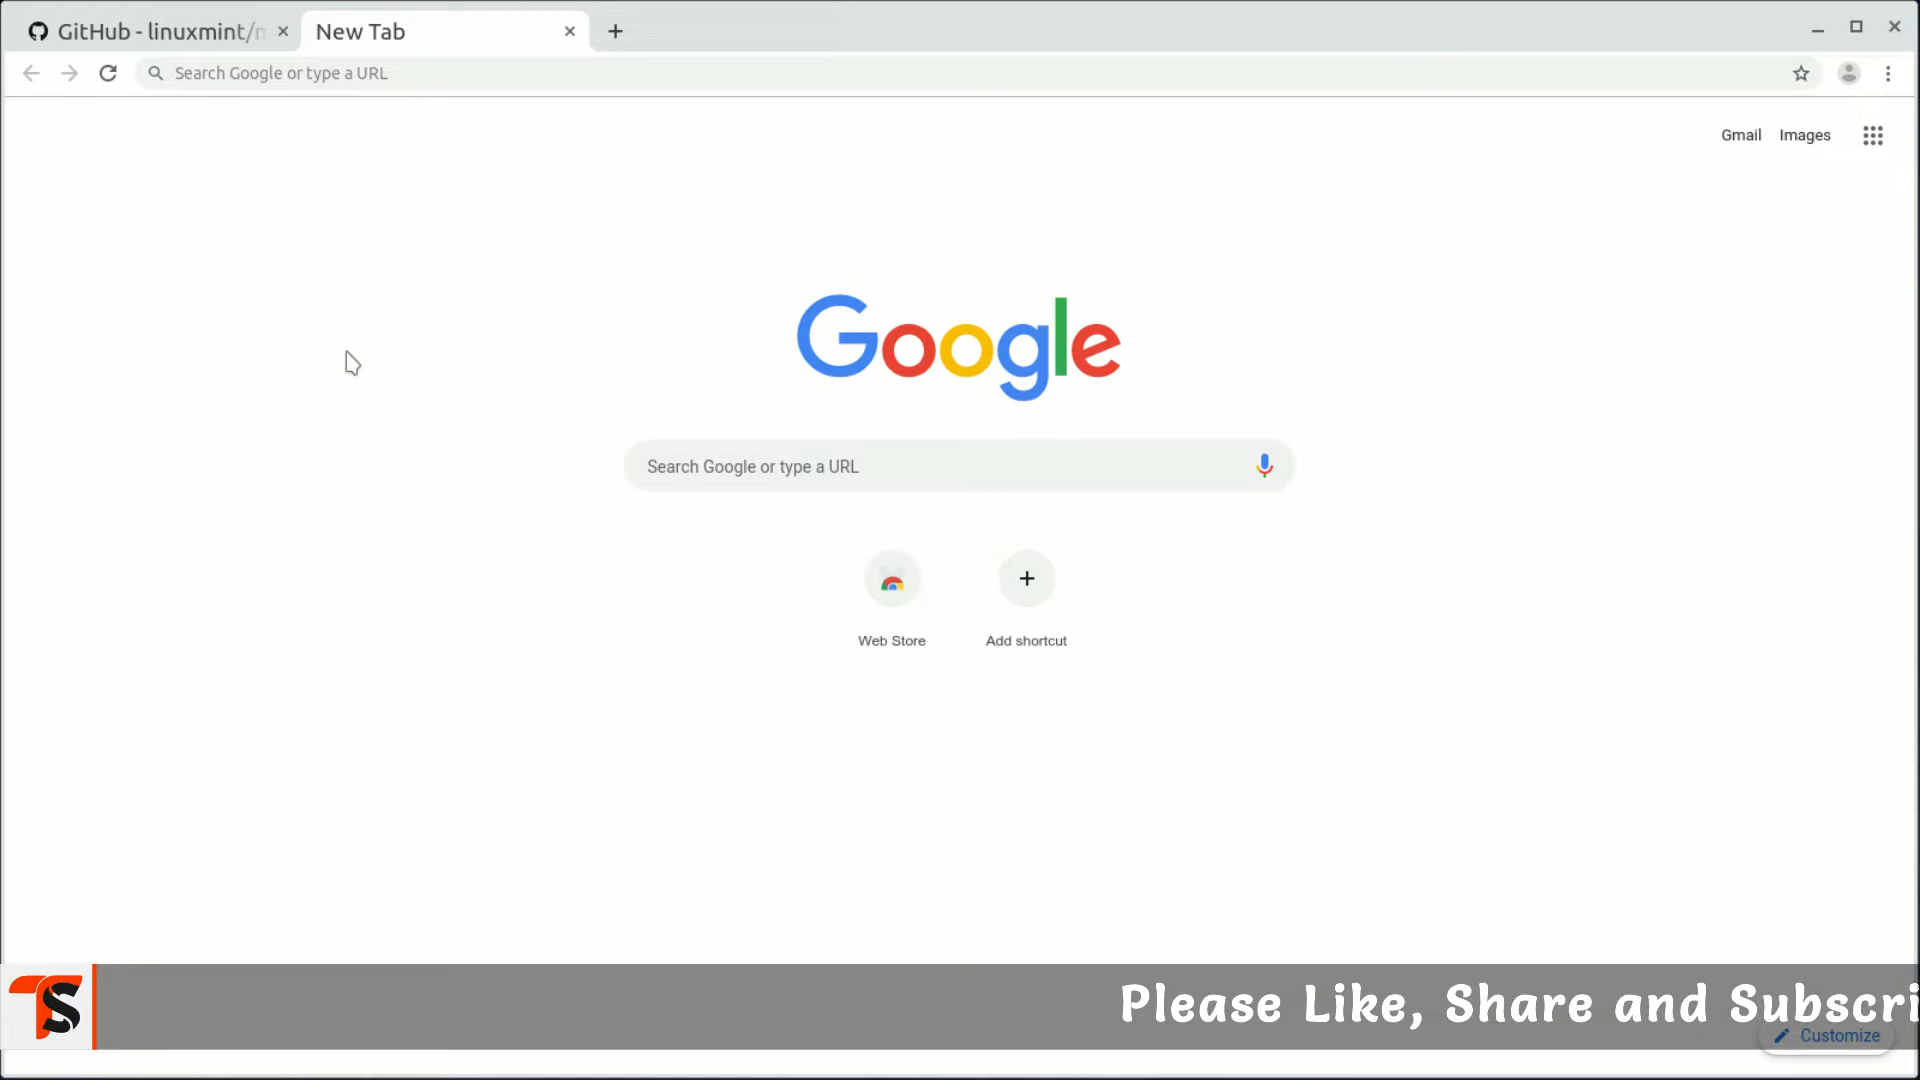 GitHub - linuxmint/
New Tab
Search Google or type a URL
Gmail Images
Google
Search Google or type a URL
Web Store Add shortcut
TS
Please Like, Share and Subscri
Customize